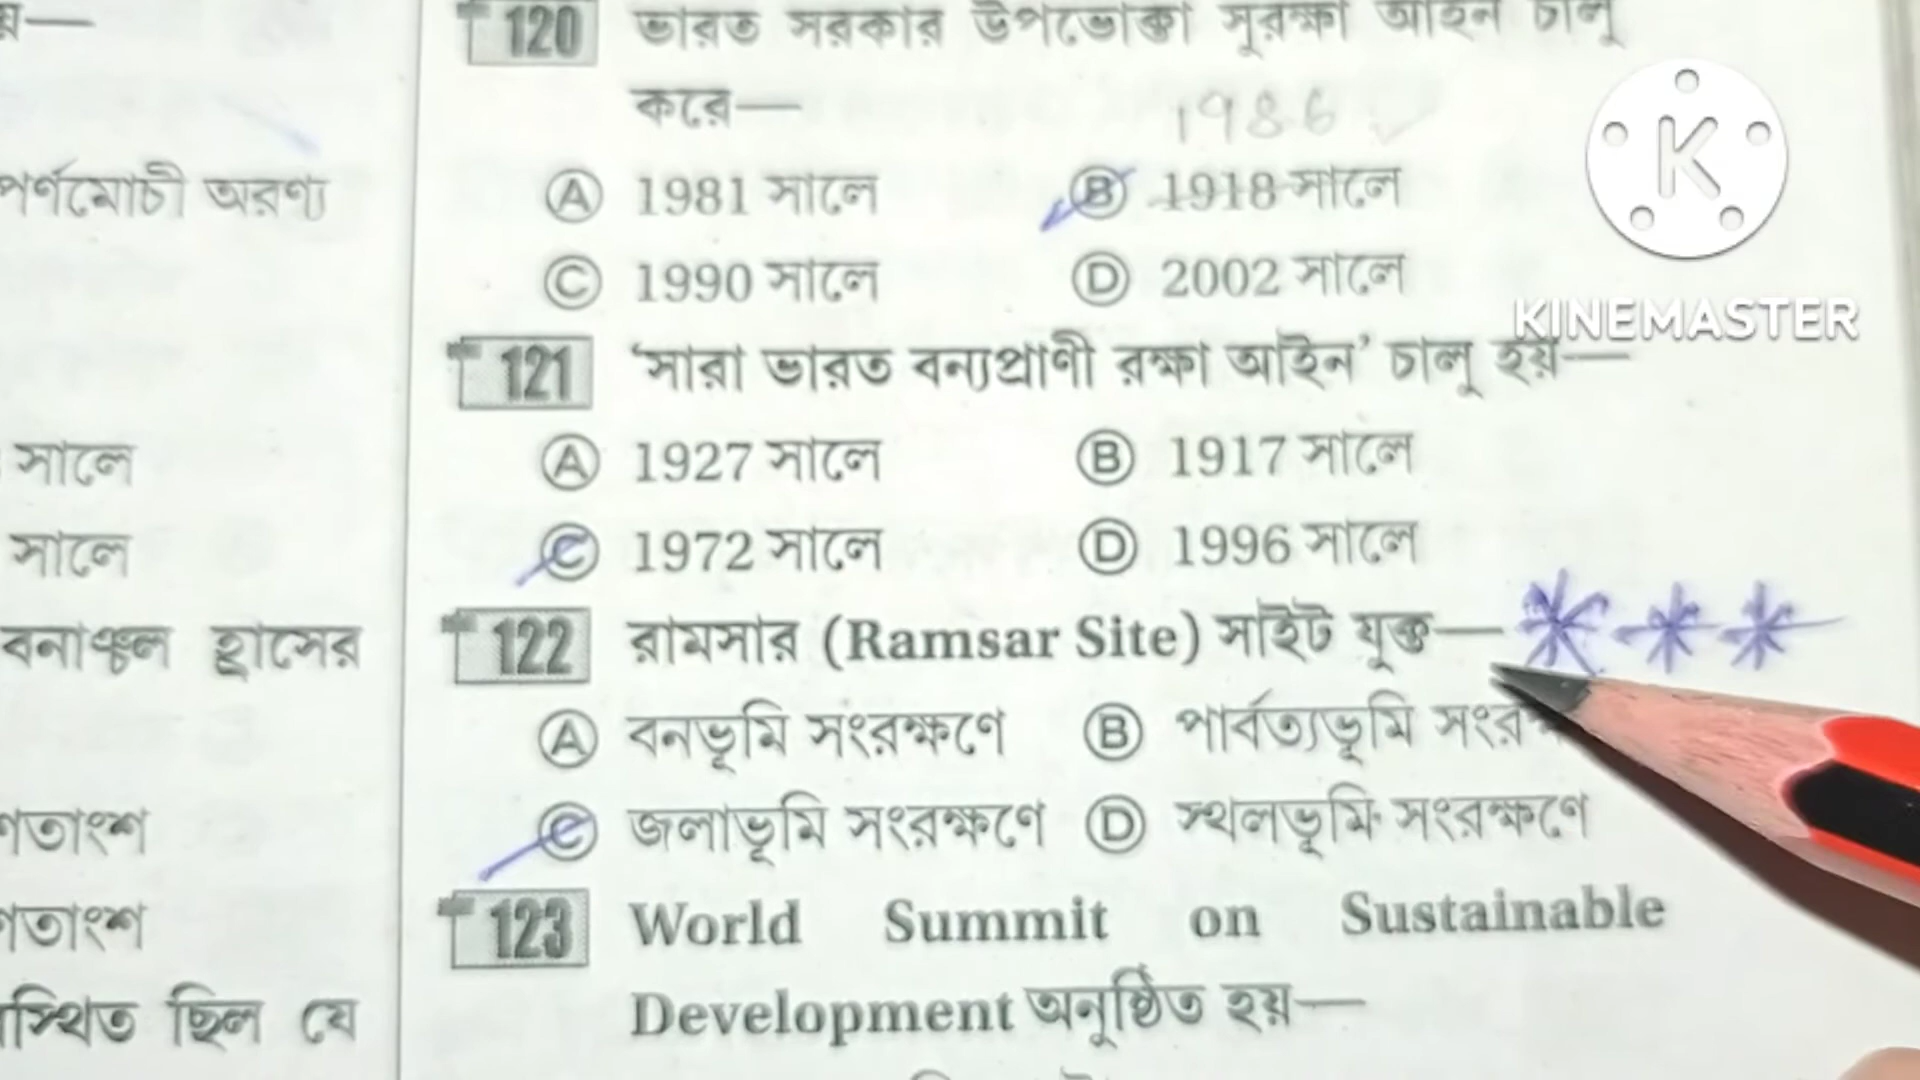 পর্ণমোচী অরণ্য
সালে
সালে
বনাঞ্চল হ্রাসের
শতাংশ
শতাংশ
ছিল যে
120 ভারত সরকার উপভোক্তা সুরক্ষা আইন চালু
করে—
1986
A 1981 সালে B 1918 সালে
C 1990 সালে D 2002 সালে
121 'সারা ভারত বন্যপ্রাণী রক্ষা আইন' চালু হয়—
A 1927 সালে B 1917 সালে
C 1972 সালে D 1996 সালে
122 রামসার (Ramsar Site) সাইট যুক্ত—
A বনভূমি সংরক্ষণে B পার্বত্যভূমি
C জলাভূমি সংরক্ষণে D স্থলভূমি সংরক্ষণে
123 World Summit on Sustainable
Development অনুষ্ঠিত হয়—
K
KINEMASTER